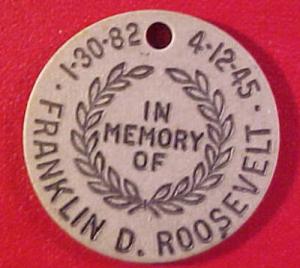 1-30-82 4-12-45
IN
MEMORY
OF
· FRANKLIN D. ROOSEVELT ·